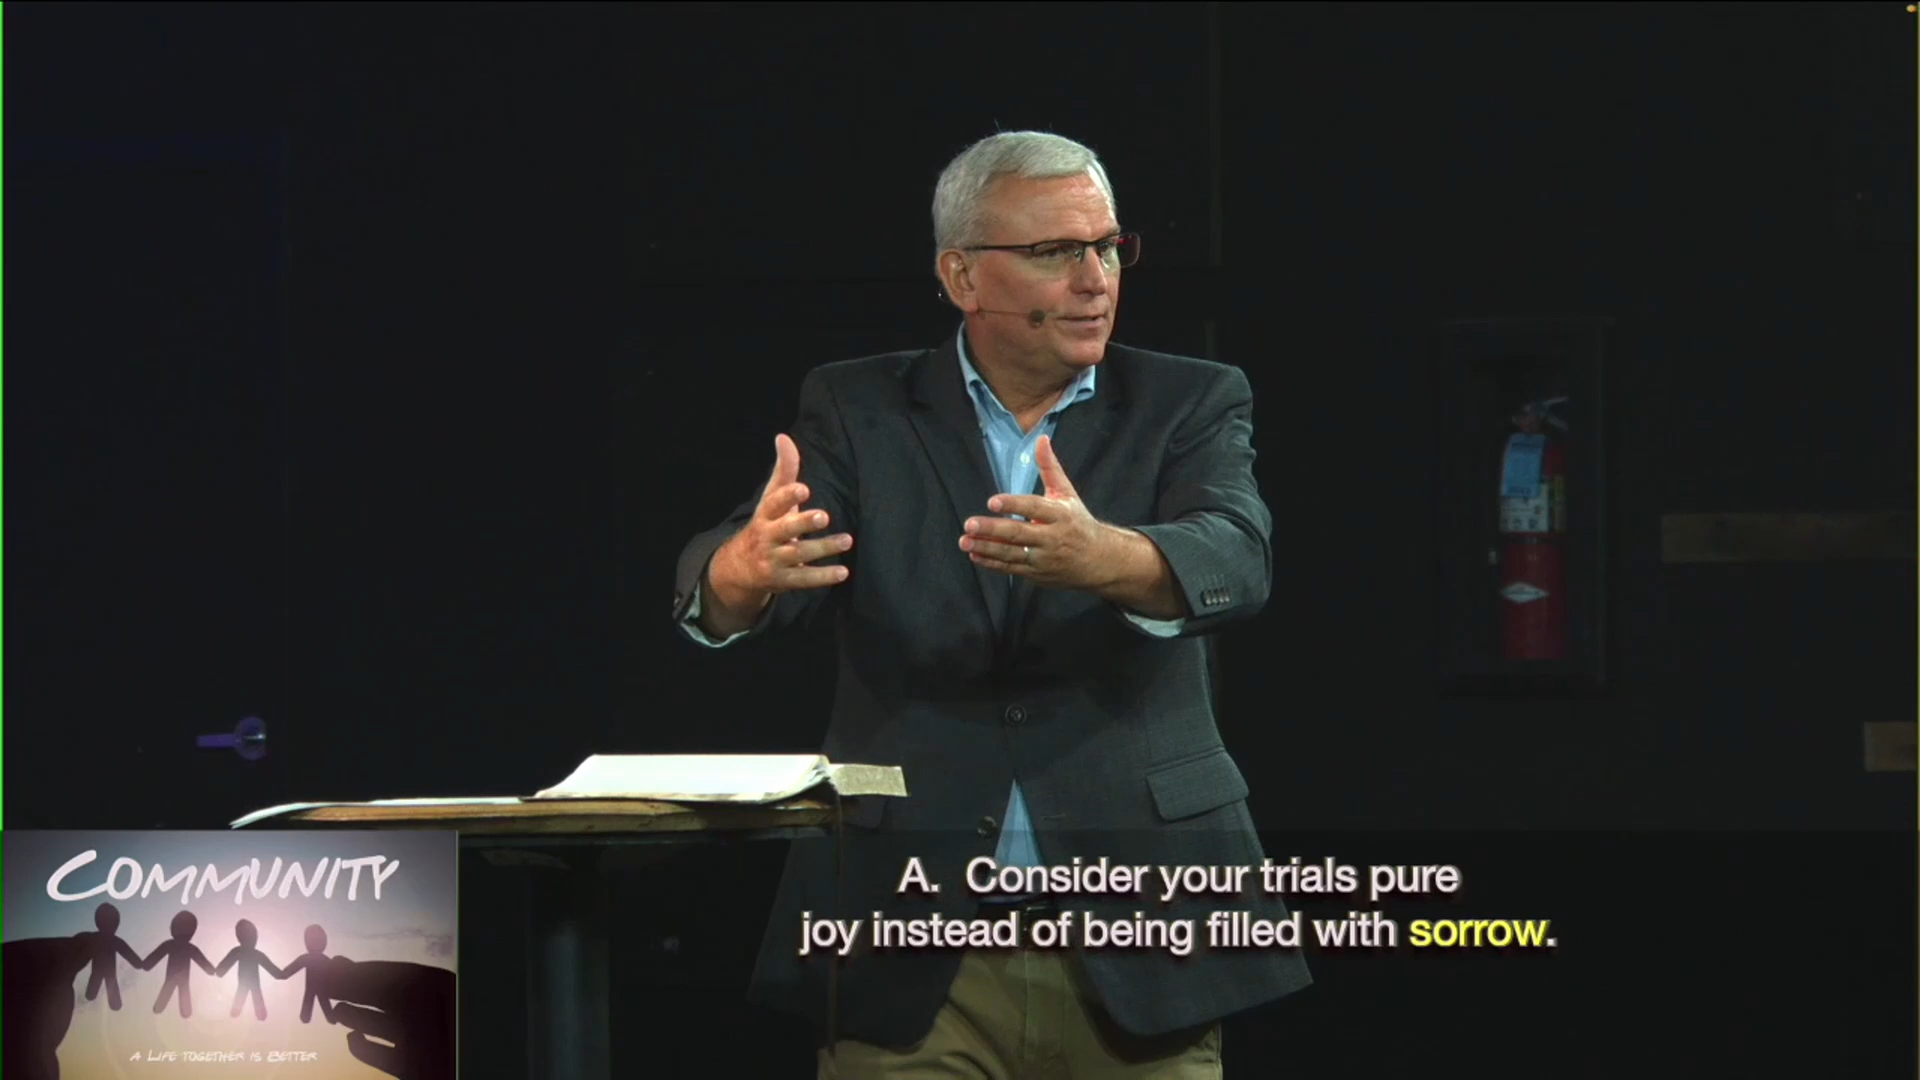 COMMUNITY
A LIFE TOGETHER IS BETTER
A. Consider your trials pure
joy instead of being filled with sorrow.